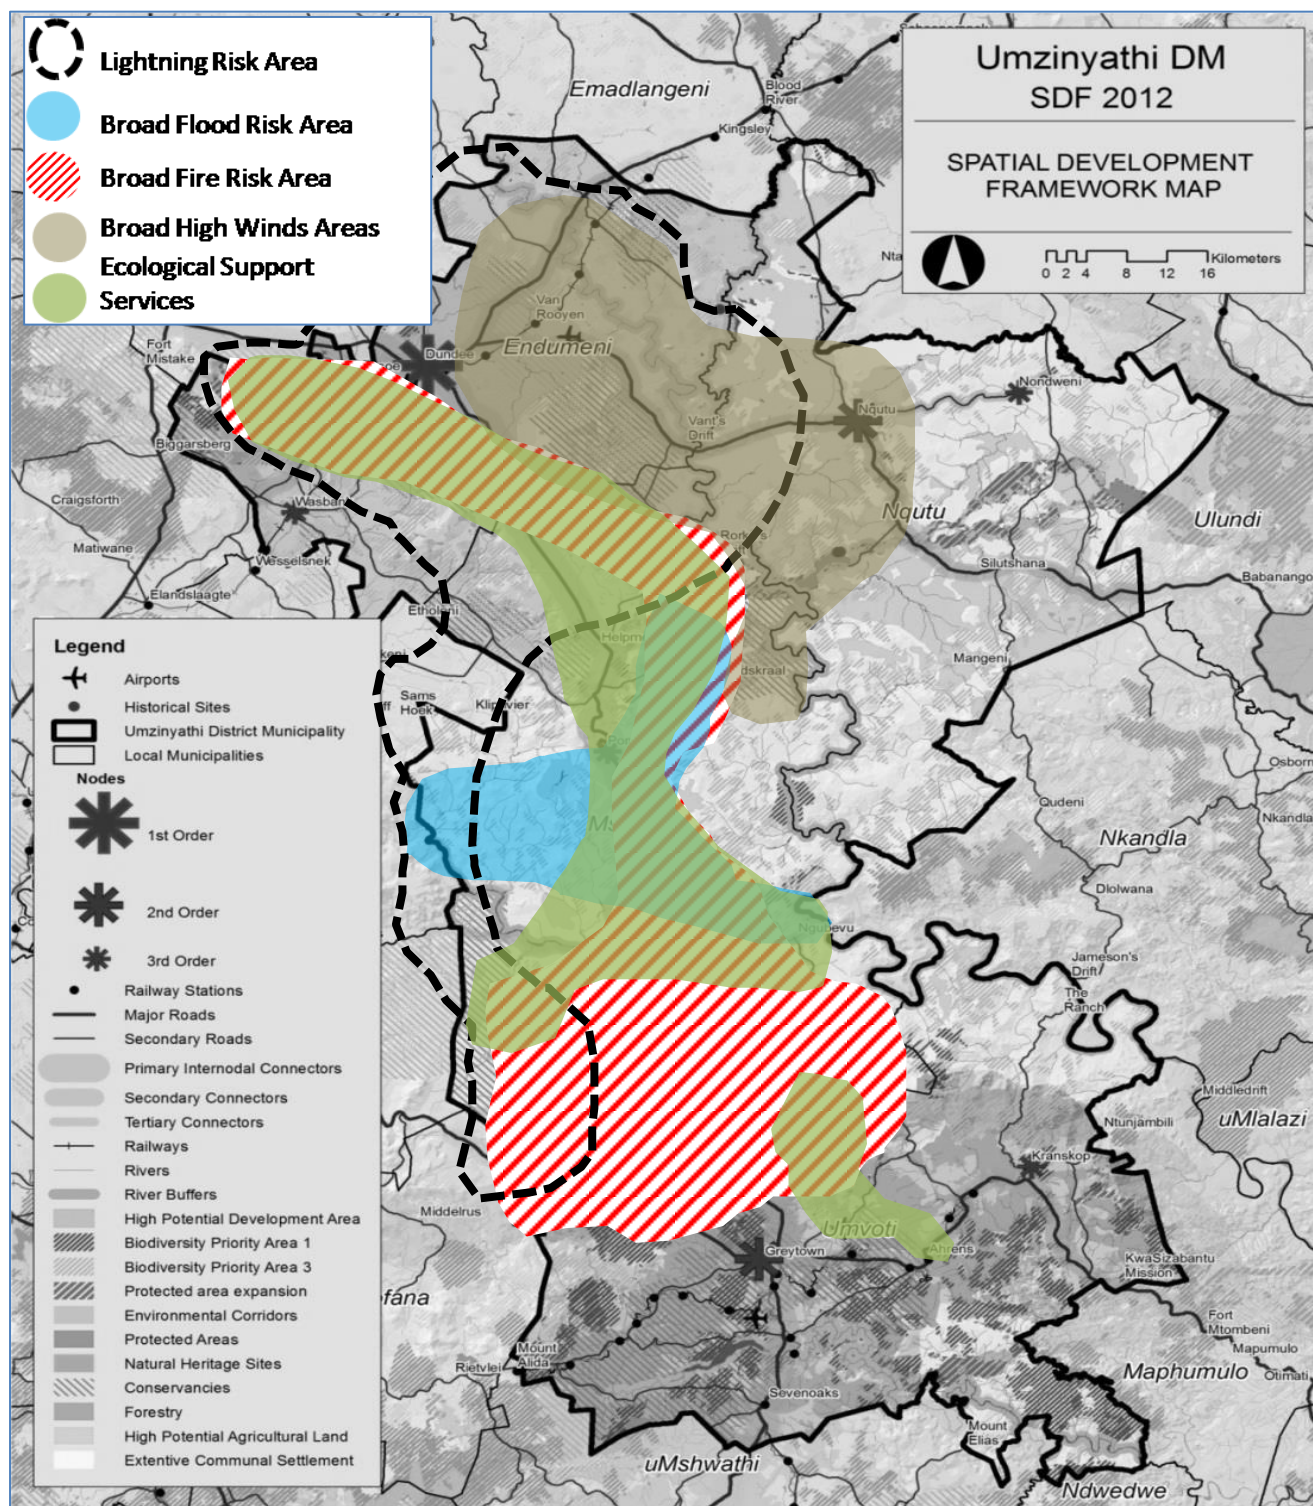 Lightning Risk Area
Broad Flood Risk Area
Broad Fire Risk Area
Broad High Winds Areas
Ecological Support
Services
Umzinyathi DM
SDF 2012
SPATIAL DEVELOPMENT
FRAMEWORK MAP
Kilometers
0 2 4 8 12 16
Emadlangeni
Blood
River
Kingsley
Van
Rooyen
Endumeni
Fort
Mistake
Dundee
Nondweni
Nqutu
Vant's
Drift
Biggarsberg
Craigsforth
Nqutu
Ulundi
Matiwane
Wesselsnek
Silutshana
Babanango
Elandslaagte
Mangeni
Sams
Hoek
Osborn
Qudeni
Nkandla
Nkandla
Dlolwana
Ngubevu
Jameson's
Drift
The
Ranch
Middledrift
Ntunjambili
uMlalazi
Kranskop
Middelrus
Umvoti
Greytown
Ahrens
KwaSizabantu
Mission
Fort
Mtombeni
Mapumulo
Mount
Alida
Rietvlei
Maphumulo
Otimati
Sevenoaks
Mount
Elias
uMshwathi
Ndwedwe
Legend
Airports
Historical Sites
Umzinyathi District Municipality
Local Municipalities
Nodes
1st Order
2nd Order
3rd Order
Railway Stations
Major Roads
Secondary Roads
Primary Internodal Connectors
Secondary Connectors
Tertiary Connectors
Railways
Rivers
River Buffers
High Potential Development Area
Biodiversity Priority Area 1
Biodiversity Priority Area 3
Protected area expansion
Environmental Corridors
Protected Areas
Natural Heritage Sites
Conservancies
Forestry
High Potential Agricultural Land
Extentive Communal Settlement